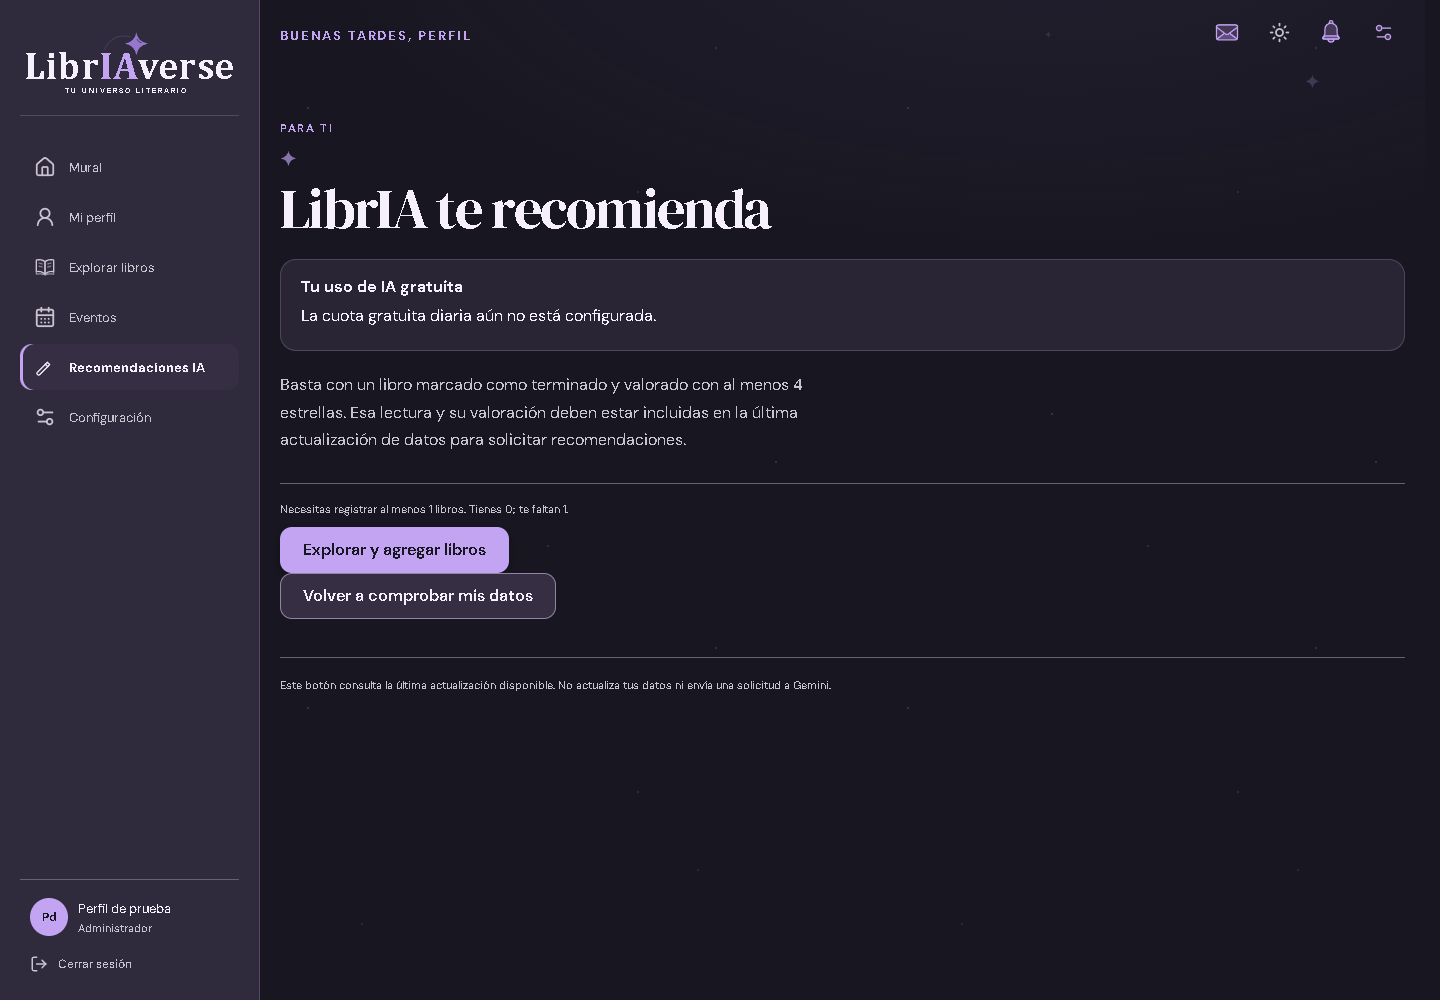 LibrIAverse
TU UNIVERSO LITERARIO
Mural
Mi perfil
Explorar libros
Eventos
Recomendaciones IA
Configuración
Pd
Perfil de prueba
Administrador
Cerrar sesión
BUENAS TARDES, PERFIL
PARA TI
LibrIA te recomienda
Tu uso de IA gratuita
La cuota gratuita diaria aún no está configurada.
Basta con un libro marcado como terminado y valorado con al menos 4
estrellas. Esa lectura y su valoración deben estar incluidas en la última
actualización de datos para solicitar recomendaciones.
Necesitas registrar al menos 1 libros. Tienes 0; te faltan 1.
Explorar y agregar libros
Volver a comprobar mis datos
Este botón consulta la última actualización disponible. No actualiza tus datos ni envía una solicitud a Gemini.